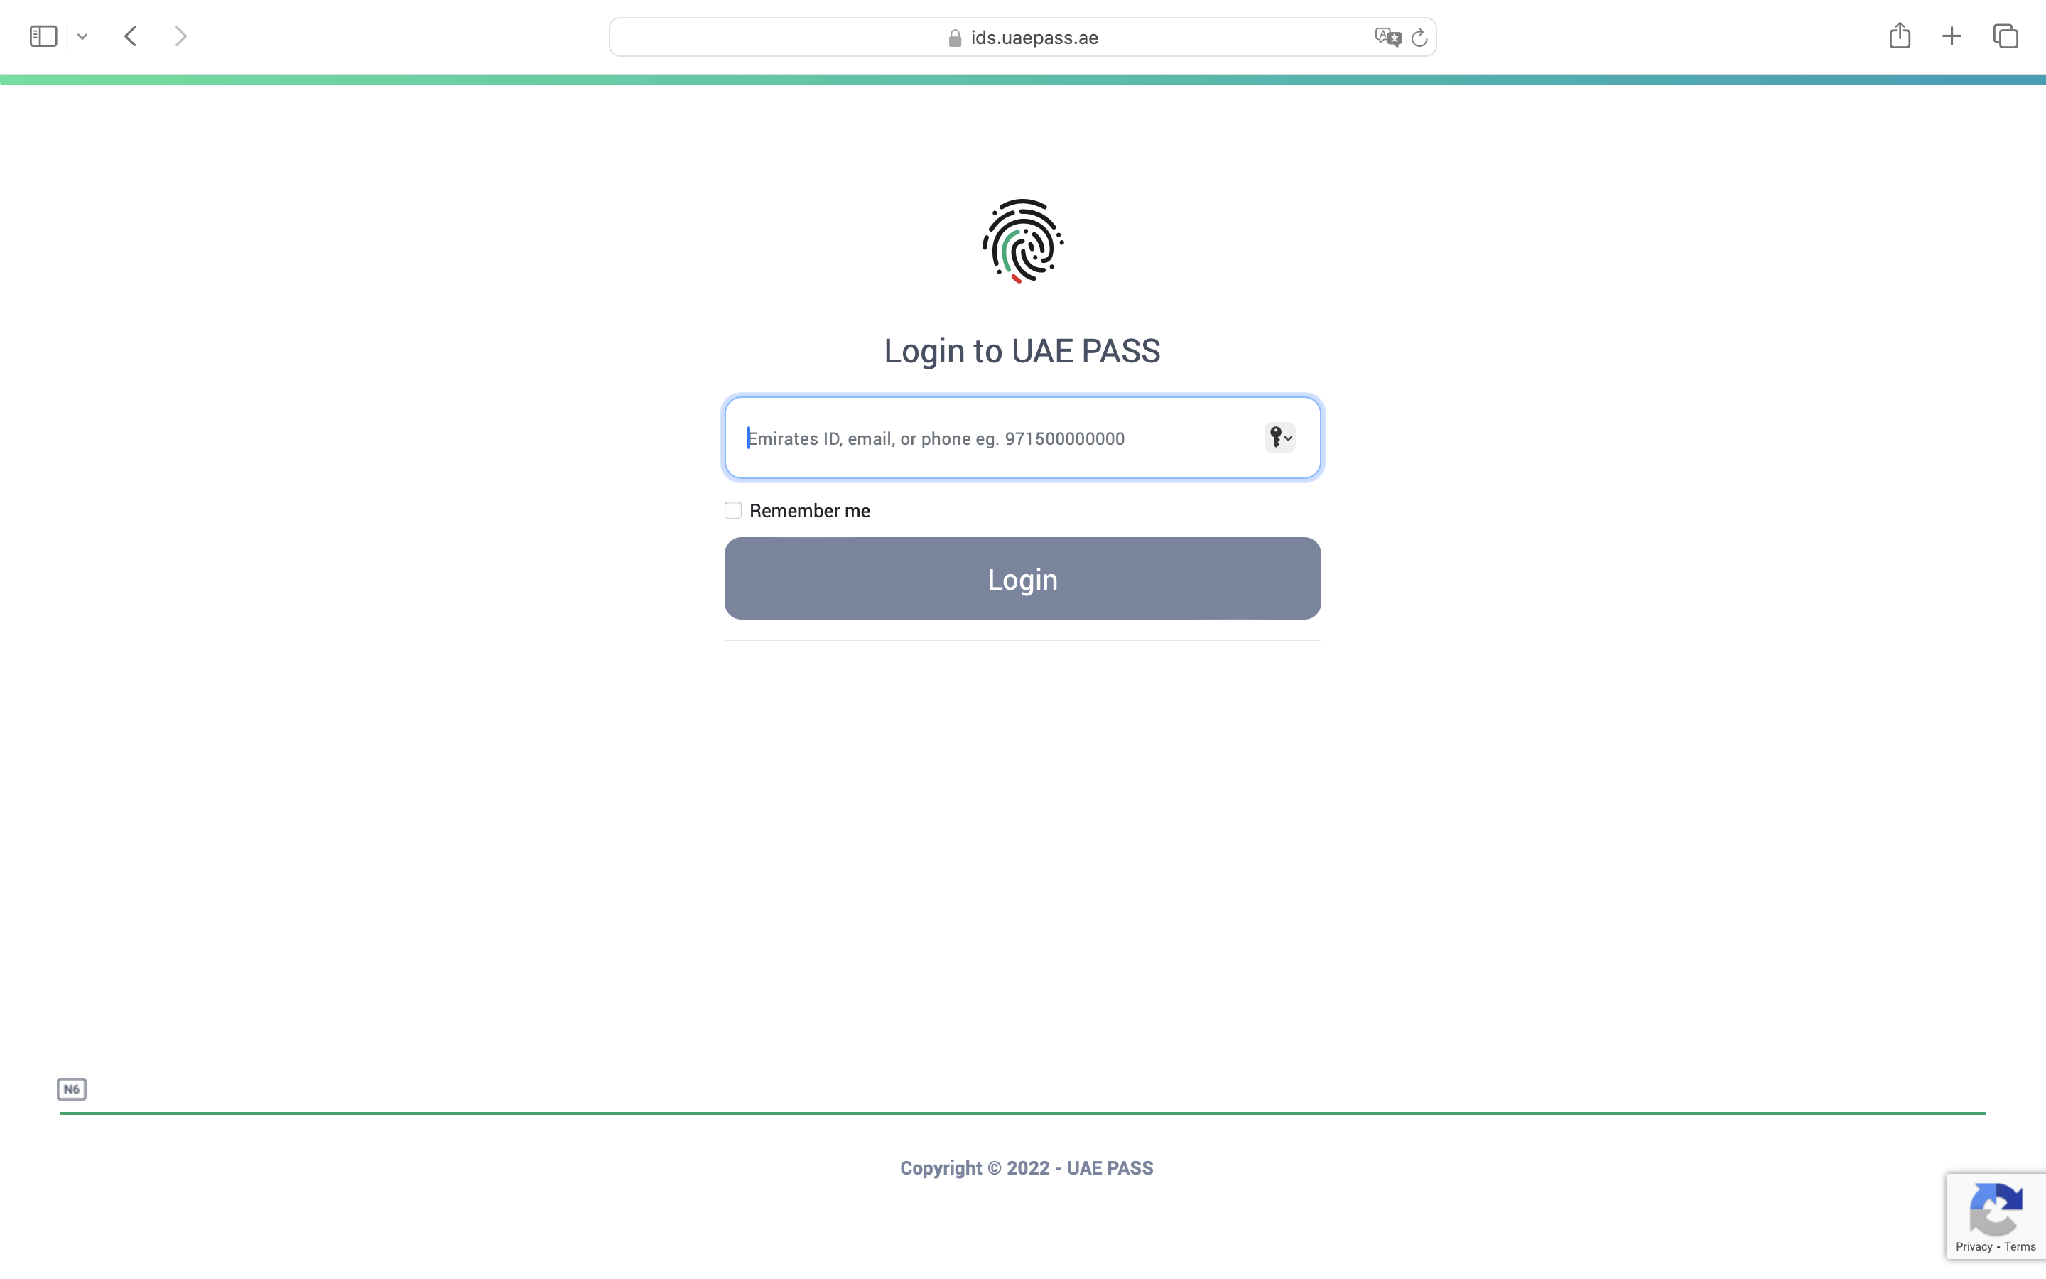 ids.uaepass.ae
Login to UAE PASS
Emirates ID, email, or phone eg. 971500000000
Remember me
Login
N6
Copyright © 2022 - UAE PASS
Privacy - Terms